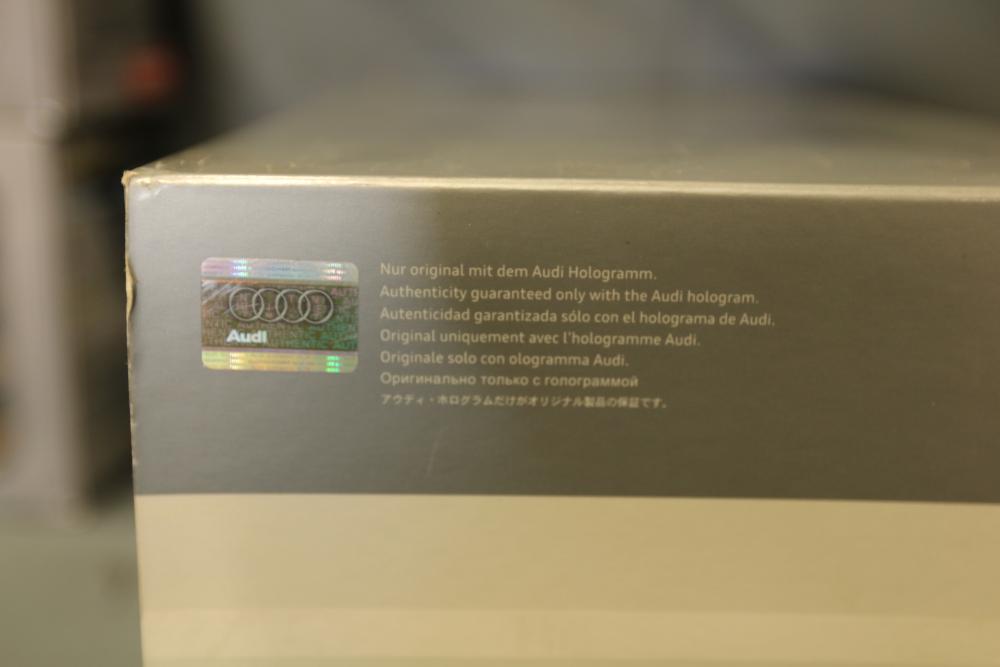 Audi
Nur original mit dem Audi Hologramm.
Authenticity guaranteed only with the Audi hologram.
Autenticidad garantizada sólo con el holograma de Audi.
Original uniquement avec l'hologramme Audi.
Originale solo con ologramma Audi.
Оригинально только с голограммой
アウディ・ホログラムだけがオリジナル製品の保証です。